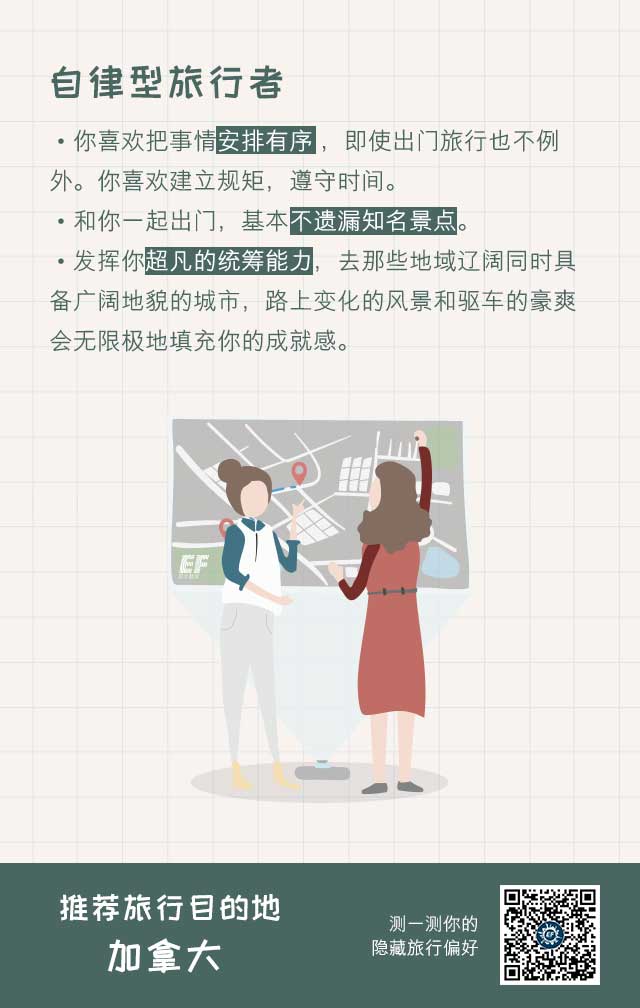 自律型旅行者
• 你喜欢把事情安排有序，即使出门旅行也不例
外。你喜欢建立规矩，遵守时间。
• 和你一起出门，基本不遗漏知名景点。
• 发挥你超凡的统筹能力，去那些地域辽阔同时具
备广阔地貌的城市，路上变化的风景和驱车的豪爽
会无限极地填充你的成就感。
EF
推荐旅行目的地
加拿大
测一测你的
隐藏旅行偏好